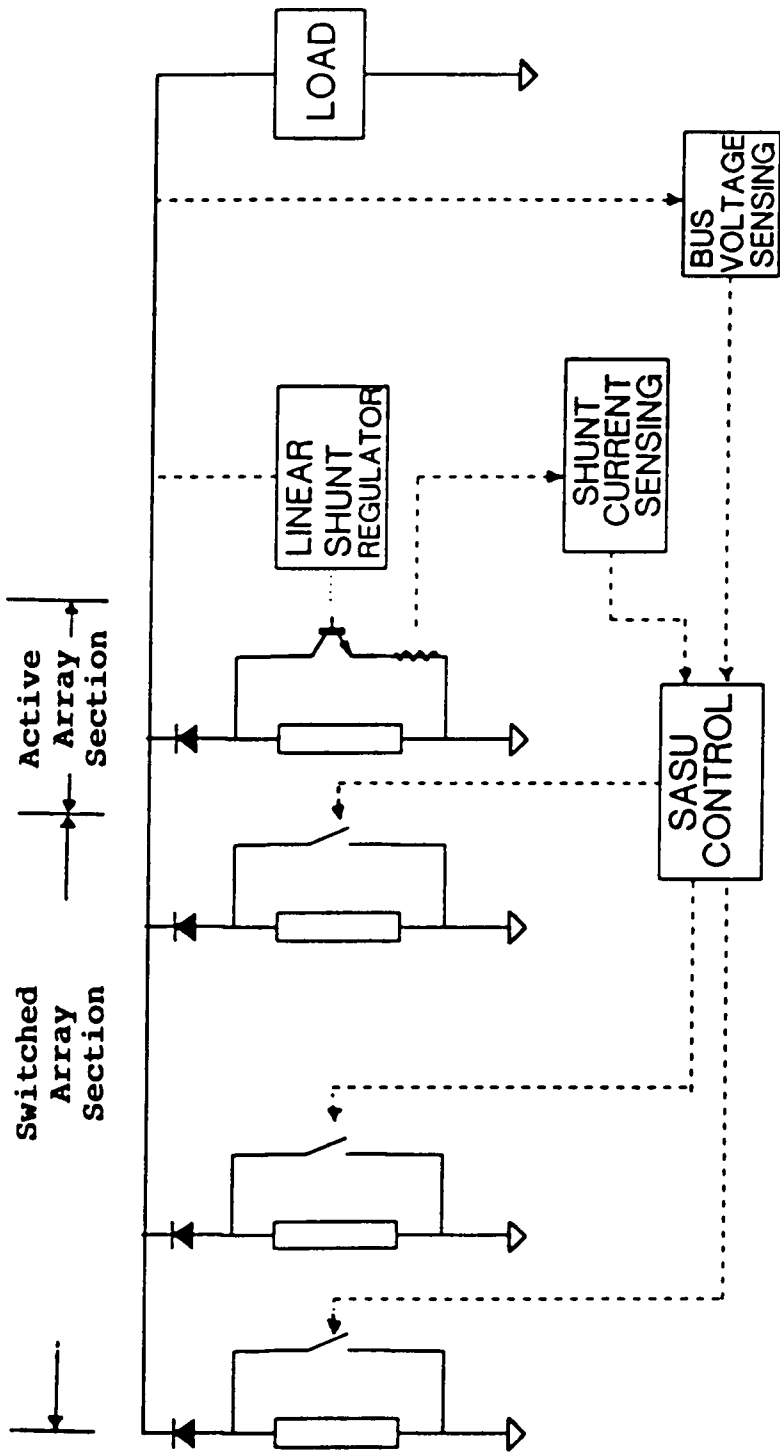 Switched
Array
Section
Active
Array
Section
LINEAR
SHUNT
REGULATOR
LOAD
SHUNT
CURRENT
SENSING
BUS
VOLTAGE
SENSING
SASU
CONTROL